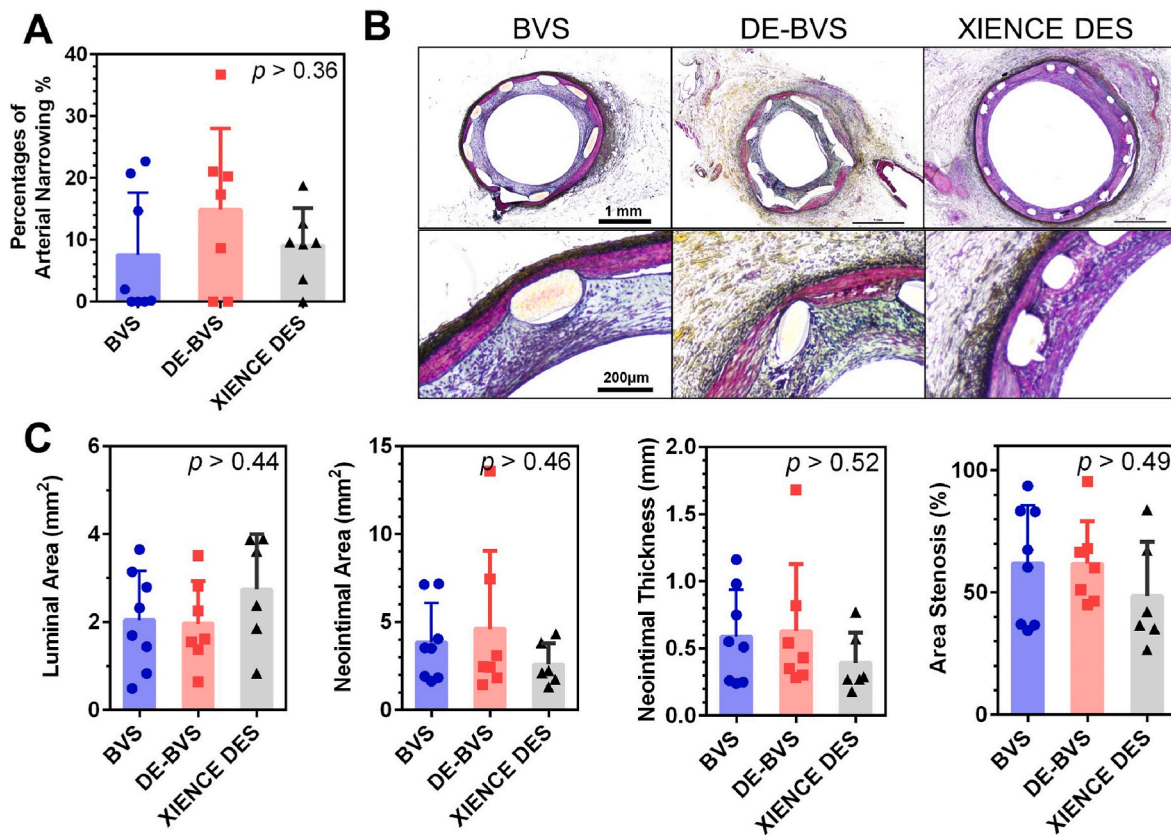 A
Percentages of
Arterial Narrowing %
40
30
20
10
0
p > 0.36
BVS
DE-BVS
XIENCE DES
B
BVS
DE-BVS
XIENCE DES
1 mm
200µm
C
Luminal Area (mm²)
6
4
2
0
p > 0.44
BVS
DE-BVS
XIENCE DES
Neointimal Area (mm²)
15
10
5
0
p > 0.46
BVS
DE-BVS
XIENCE DES
Neointimal Thickness (mm)
2.0
1.5
1.0
0.5
0.0
p > 0.52
BVS
DE-BVS
XIENCE DES
Area Stenosis (%)
100
50
0
p > 0.49
BVS
DE-BVS
XIENCE DES